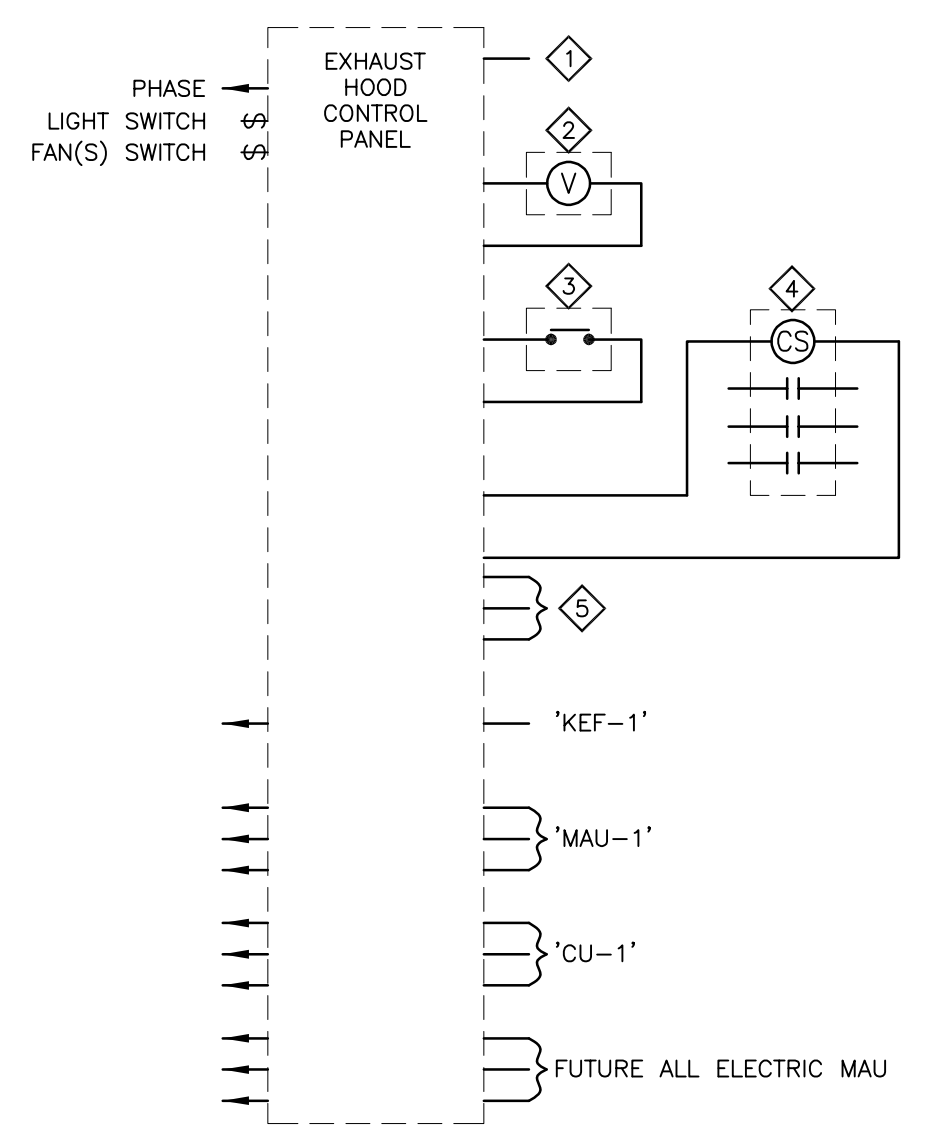 EXHAUST
HOOD
CONTROL
PANEL
PHASE
LIGHT SWITCH $
FAN(S) SWITCH $
1
2
V
3
4
CS
5
'KEF-1'
'MAU-1'
'CU-1'
FUTURE ALL ELECTRIC MAU